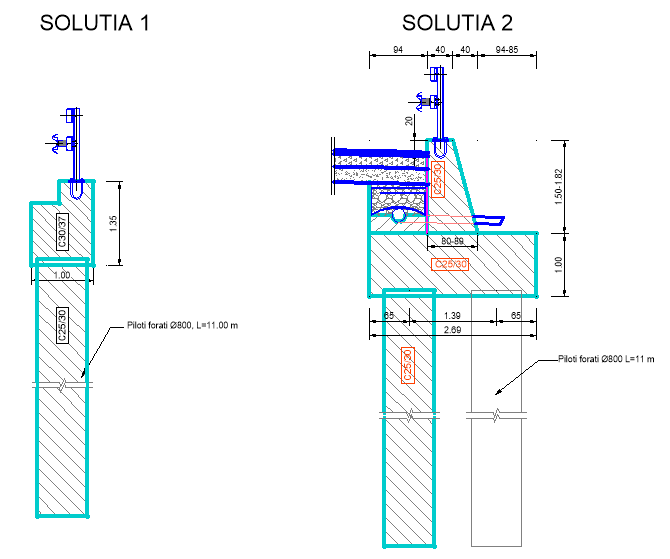 SOLUTIA 1
C30/37
1.35
1.00
C25/30
Piloti forati Ø800, L=11.00 m
SOLUTIA 2
94
40
40
94-85
20
C25/30
1.50-1.82
80-89
C25/30
1.00
65
1.39
65
2.69
C25/30
Piloti forati Ø800 L=11 m